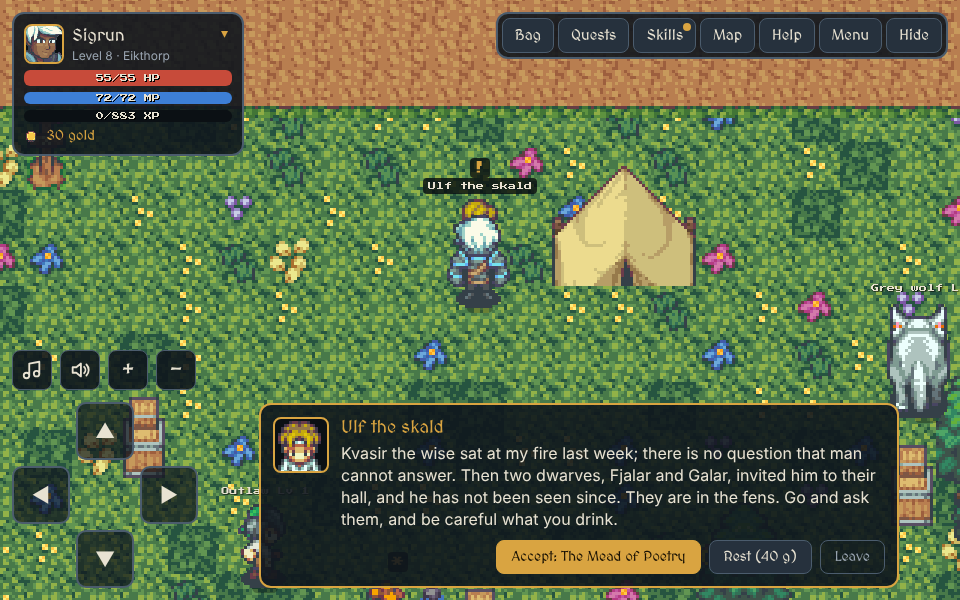 Sigrun
Level 8 · Eikthorp
55/55 HP
72/72 MP
0/883 XP
30 gold
Bag
Quests
Skills
Map
Help
Menu
Hide
!
Ulf the skald
Grey wolf L
Outla
Ulf the skald
Kvasir the wise sat at my fire last week; there is no question that man
cannot answer. Then two dwarves, Fjalar and Galar, invited him to their
hall, and he has not been seen since. They are in the fens. Go and ask
them, and be careful what you drink.
Accept: The Mead of Poetry
Rest (40 g)
Leave